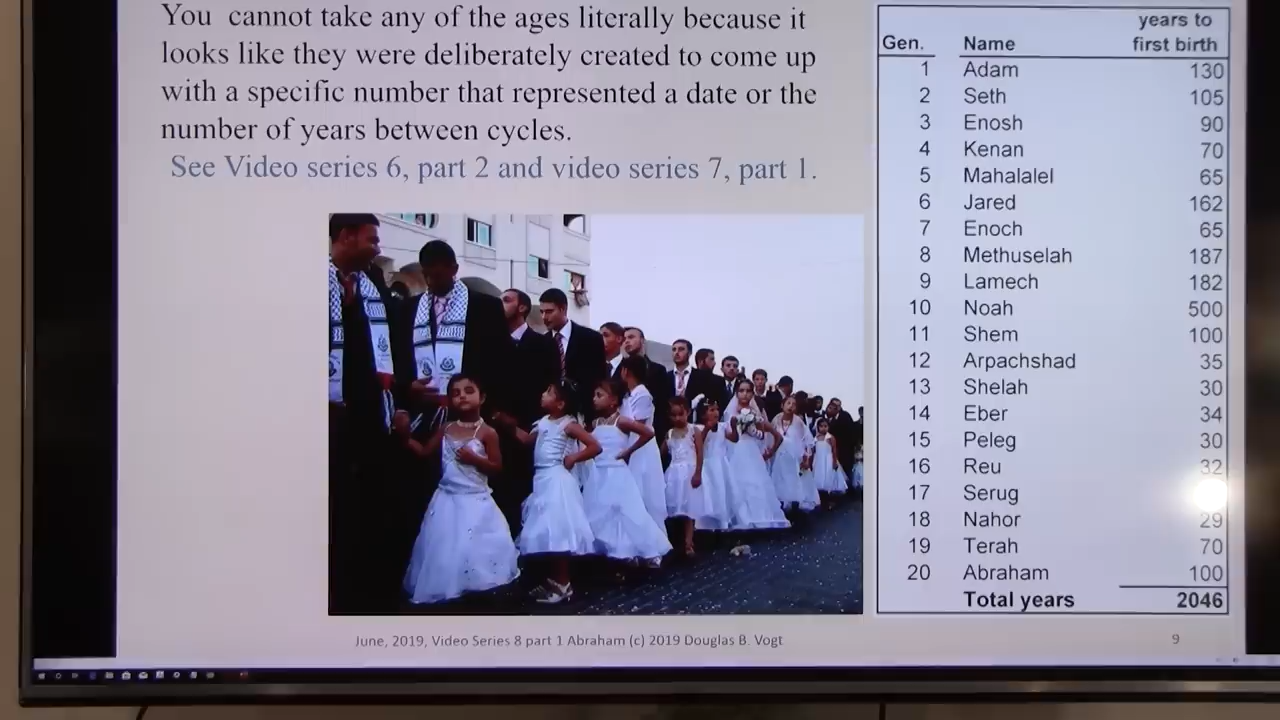 You cannot take any of the ages literally because it
looks like they were deliberately created to come up
with a specific number that represented a date or the
number of years between cycles.
See Video series 6, part 2 and video series 7, part 1.
years to
Gen. Name first birth
1 Adam 130
2 Seth 105
3 Enosh 90
4 Kenan 70
5 Mahalalel 65
6 Jared 162
7 Enoch 65
8 Methuselah 187
9 Lamech 182
10 Noah 500
11 Shem 100
12 Arpachshad 35
13 Shelah 30
14 Eber 34
15 Peleg 30
16 Reu 32
17 Serug
18 Nahor 29
19 Terah 70
20 Abraham 100
Total years 2046
June, 2019, Video Series 8 part 1 Abraham (c) 2019 Douglas B. Vogt
9